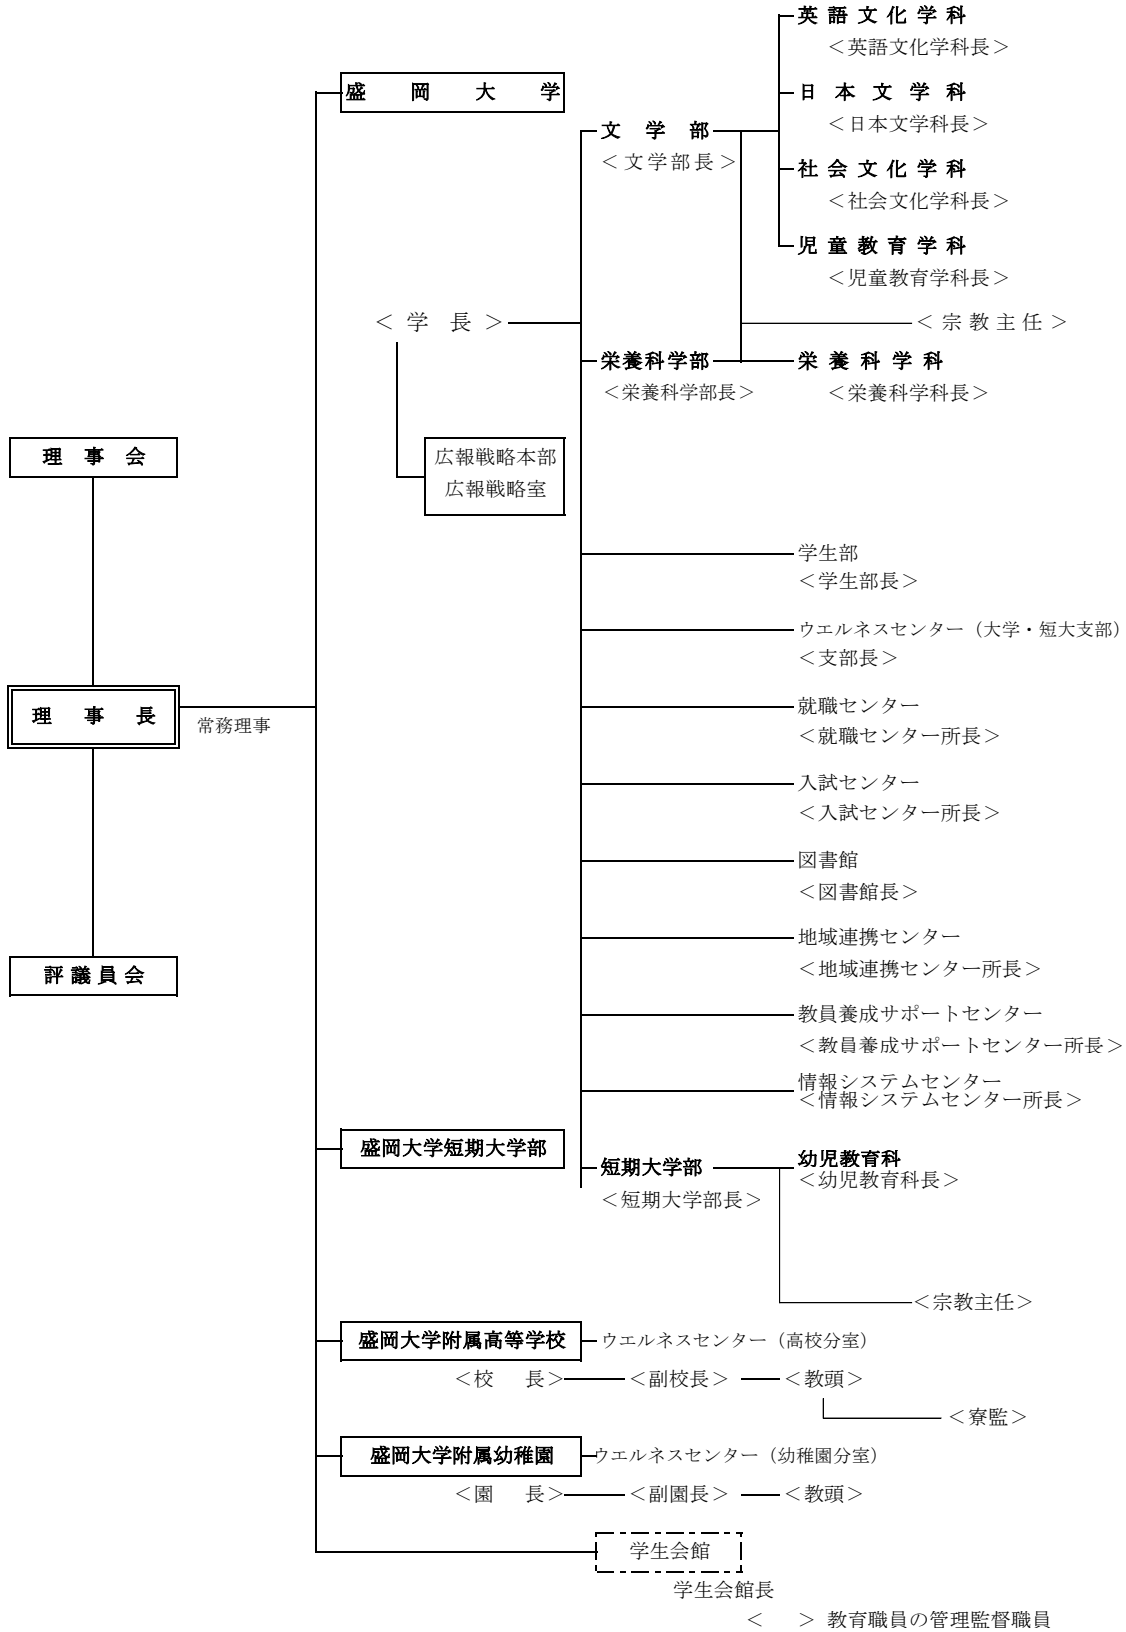 英語文化学科
＜英語文化学科長＞
盛岡大学
日本文学科
＜日本文学科長＞
文学部
＜文学部長＞
社会文化学科
＜社会文化学科長＞
児童教育学科
＜児童教育学科長＞
＜学長＞
＜宗教主任＞
栄養科学部
＜栄養科学部長＞
栄養科学科
＜栄養科学科長＞
理事会
広報戦略本部
広報戦略室
学生部
＜学生部長＞
ウエルネスセンター（大学・短大支部）
＜支部長＞
理事長
常務理事
就職センター
＜就職センター所長＞
入試センター
＜入試センター所長＞
図書館
＜図書館長＞
地域連携センター
＜地域連携センター所長＞
評議員会
教員養成サポートセンター
＜教員養成サポートセンター所長＞
情報システムセンター
＜情報システムセンター所長＞
盛岡大学短期大学部
短期大学部
＜短期大学部長＞
幼児教育科
＜幼児教育科長＞
＜宗教主任＞
盛岡大学附属高等学校
ウエルネスセンター（高校分室）
＜校　長＞
＜副校長＞
＜教頭＞
＜寮監＞
盛岡大学附属幼稚園
ウエルネスセンター（幼稚園分室）
＜園　長＞
＜副園長＞
＜教頭＞
学生会館
学生会館長
＜　＞ 教育職員の管理監督職員